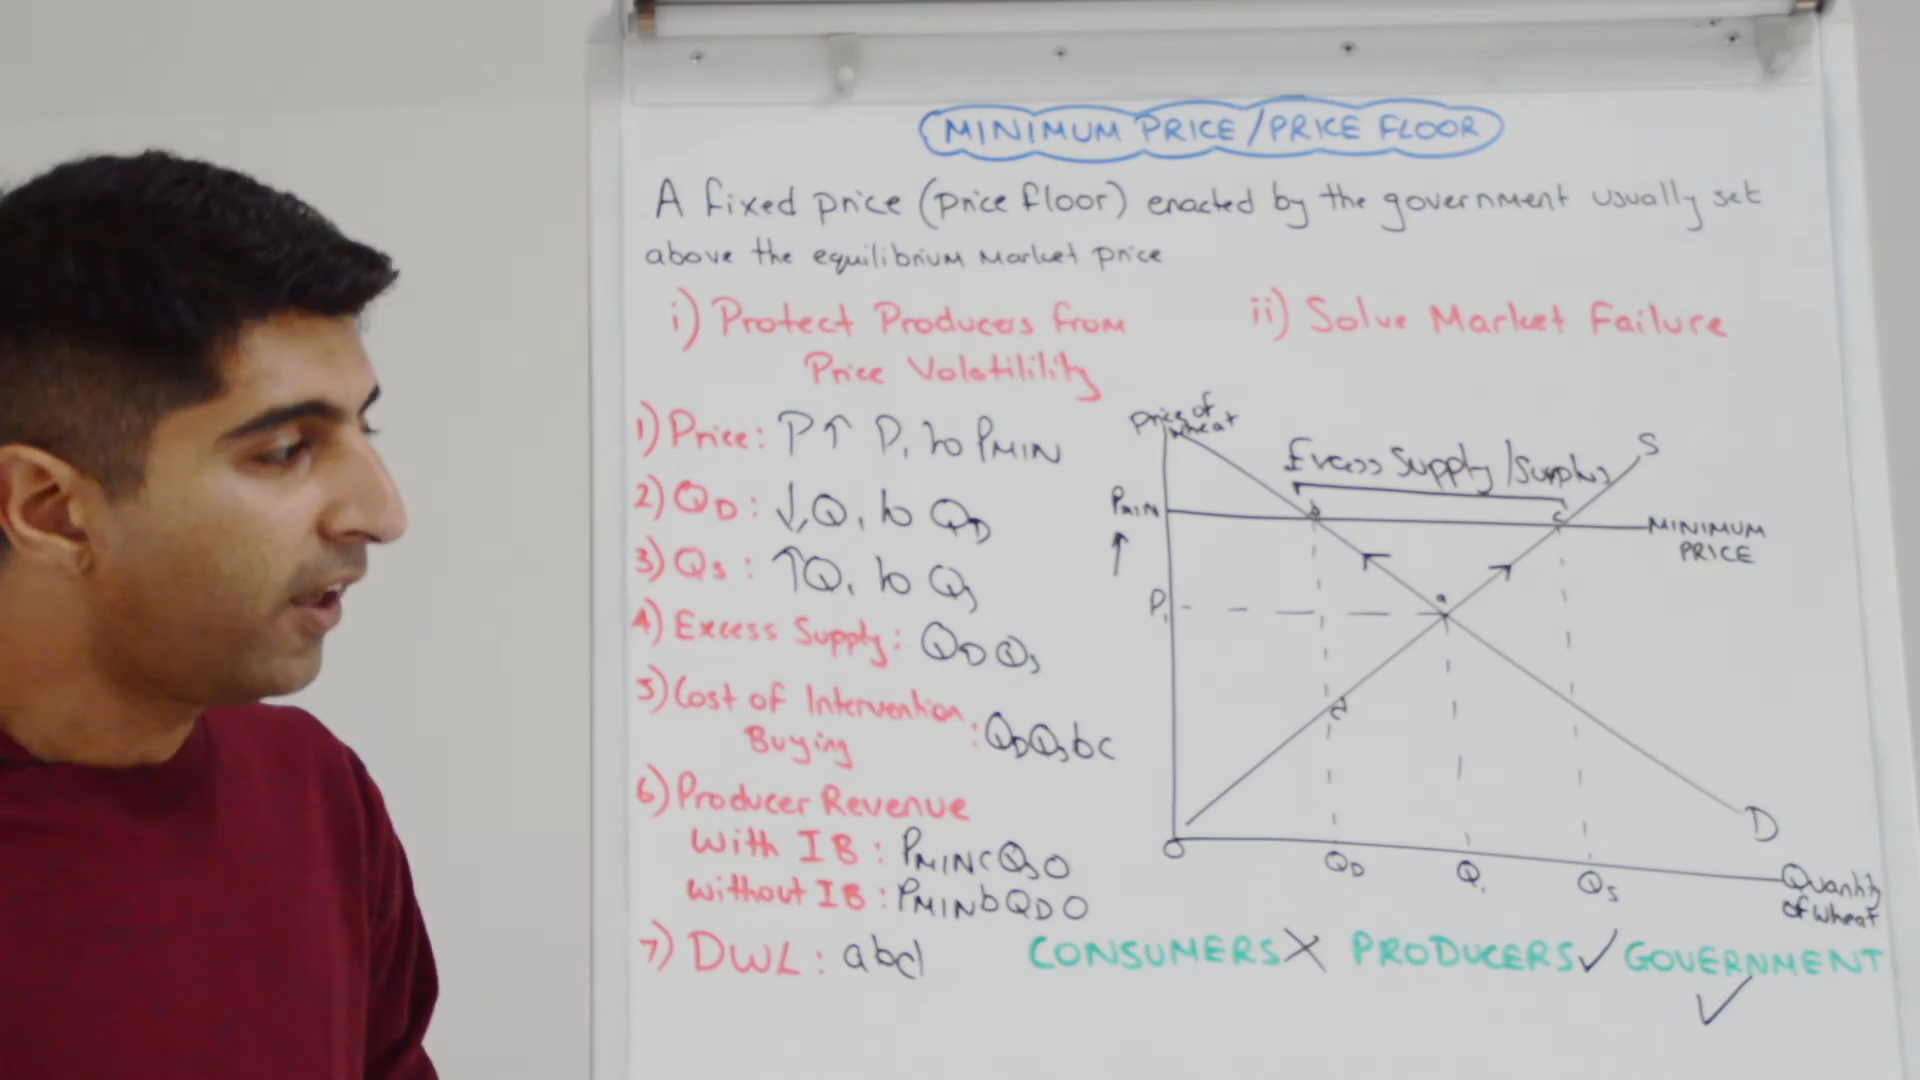 MINIMUM PRICE/PRICE FLOOR
A fixed price (price floor) enacted by the government usually set
above the equilibrium market price
i) Protect Producers from
Price Volatilility
ii) Solve Market Failure
1) Price: P↑ P1 to PMIN
2) QD: ↓, Q1 to QD
3) Qs: ↑Q1 to Qs
4) Excess Supply: QDQs
5) Cost of Intervention
Buying
: QDQsbc
6) Producer Revenue
With IB: PMINcQsO
Without IB: PMINbQDO
7) DWL: abd
Price of
wheat
Excess Supply/Surplus
S
PMIN
b
c
MINIMUM
PRICE
↑
P1
a
d
D
O
QD
Q1
Qs
Quantity
of wheat
CONSUMERS X PRODUCERS ✓ GOVERNMENT
✓